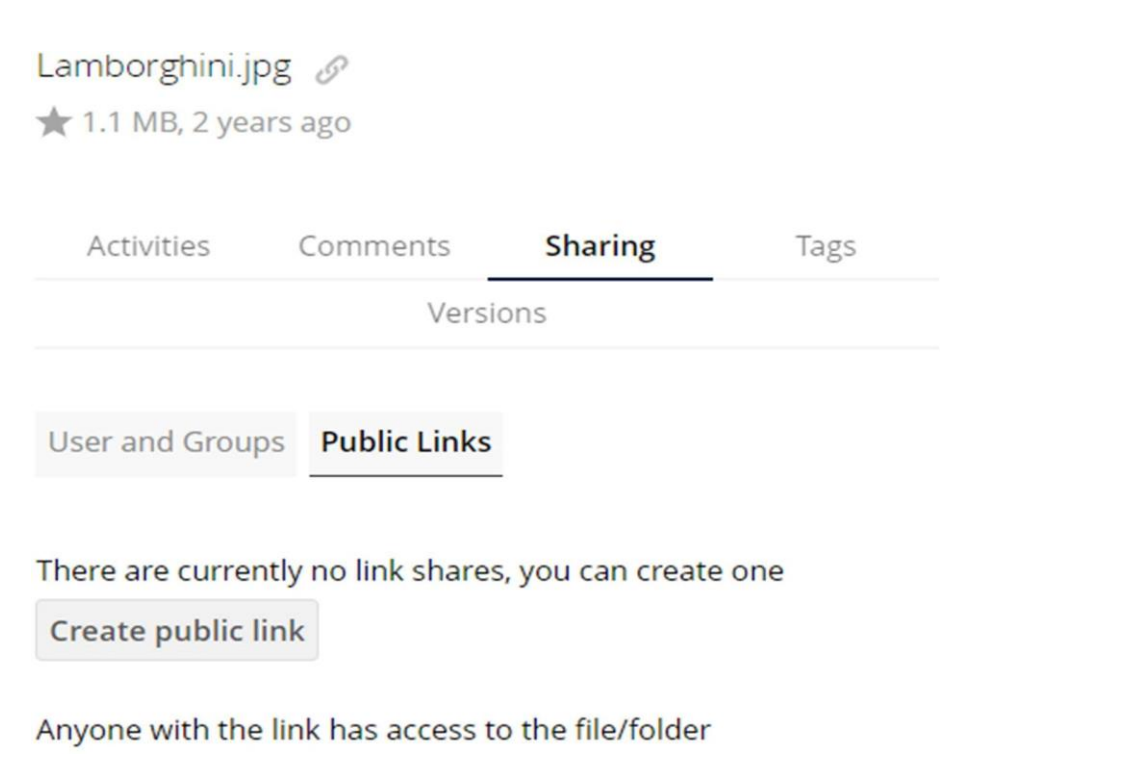 Lamborghini.jpg
1.1 MB, 2 years ago
Activities Comments Sharing Tags
Versions
User and Groups Public Links
There are currently no link shares, you can create one
Create public link
Anyone with the link has access to the file/folder